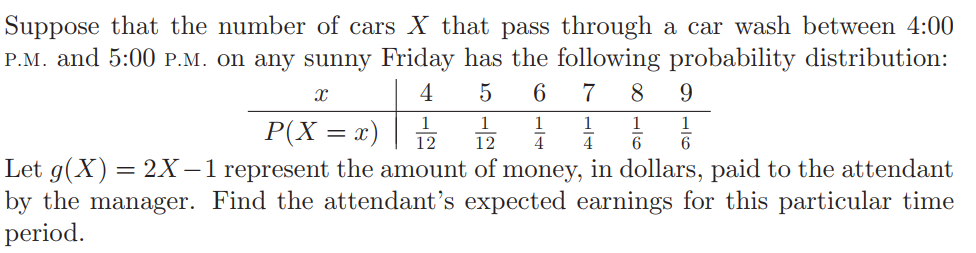 Suppose that the number of cars X that pass through a car wash between 4:00
P.M. and 5:00 P.M. on any sunny Friday has the following probability distribution:
x 4 5 6 7 8 9
P(X = x) 1/12 1/12 1/4 1/4 1/6 1/6
Let g(X) = 2X − 1 represent the amount of money, in dollars, paid to the attendant
by the manager. Find the attendant's expected earnings for this particular time
period.